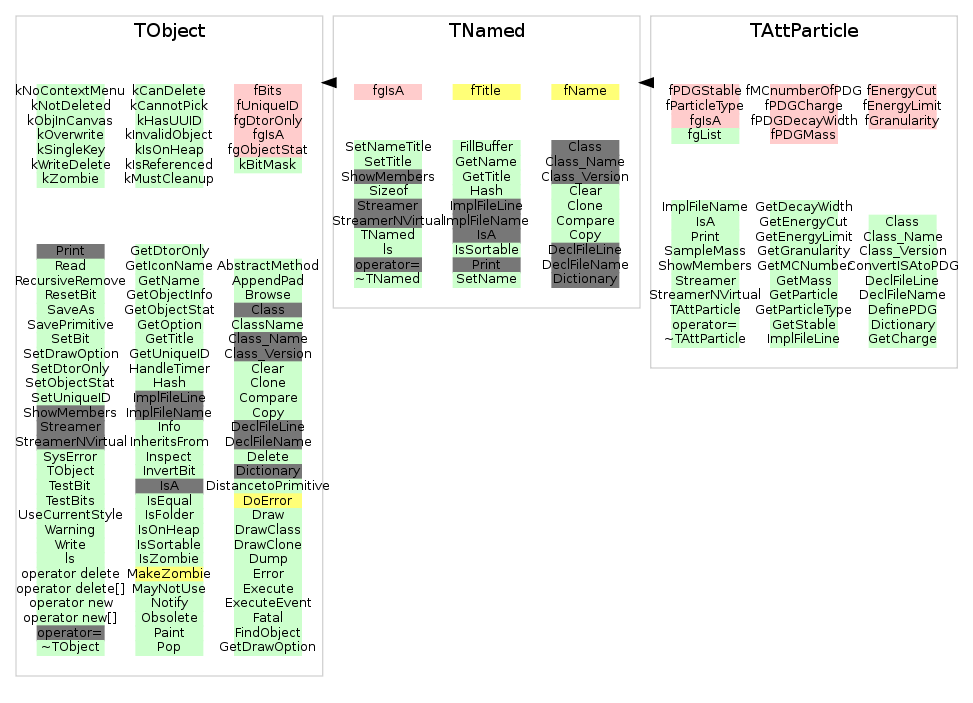 TObject
kNoContextMenu kCanDelete fBits
kNotDeleted kCannotPick fUniqueID
kObjInCanvas kHasUUID fgDtorOnly
kOverwrite kInvalidObject fgIsA
kSingleKey kIsOnHeap fgObjectStat
kWriteDelete kIsReferenced kBitMask
kZombie kMustCleanup
Print GetDtorOnly
Read GetIconName AbstractMethod
RecursiveRemove GetName AppendPad
ResetBit GetObjectInfo Browse
SaveAs GetObjectStat Class
SavePrimitive GetOption ClassName
SetBit GetTitle Class_Name
SetDrawOption GetUniqueID Class_Version
SetDtorOnly HandleTimer Clear
SetObjectStat Hash Clone
SetUniqueID ImplFileLine Compare
ShowMembers ImplFileName Copy
Streamer Info DeclFileLine
StreamerNVirtual InheritsFrom DeclFileName
SysError Inspect Delete
TObject InvertBit Dictionary
TestBit IsA DistancetoPrimitive
TestBits IsEqual DoError
UseCurrentStyle IsFolder Draw
Warning IsOnHeap DrawClass
Write IsSortable DrawClone
ls IsZombie Dump
operator delete MakeZombie Error
operator delete[] MayNotUse Execute
operator new Notify ExecuteEvent
operator new[] Obsolete Fatal
operator= Paint FindObject
~TObject Pop GetDrawOption
TNamed
fgIsA fTitle fName
SetNameTitle FillBuffer Class
SetTitle GetName Class_Name
ShowMembers GetTitle Class_Version
Sizeof Hash Clear
Streamer ImplFileLine Clone
StreamerNVirtual ImplFileName Compare
TNamed IsA Copy
ls IsSortable DeclFileLine
operator= Print DeclFileName
~TNamed SetName Dictionary
TAttParticle
fPDGStable fMCnumberOfPDG fEnergyCut
fParticleType fPDGCharge fEnergyLimit
fgIsA fPDGDecayWidth fGranularity
fgList fPDGMass
ImplFileName GetDecayWidth
IsA GetEnergyCut Class
Print GetEnergyLimit Class_Name
SampleMass GetGranularity Class_Version
ShowMembers GetMCNumber ConvertISAtoPDG
Streamer GetMass DeclFileLine
StreamerNVirtual GetParticle DeclFileName
TAttParticle GetParticleType DefinePDG
operator= GetStable Dictionary
~TAttParticle ImplFileLine GetCharge